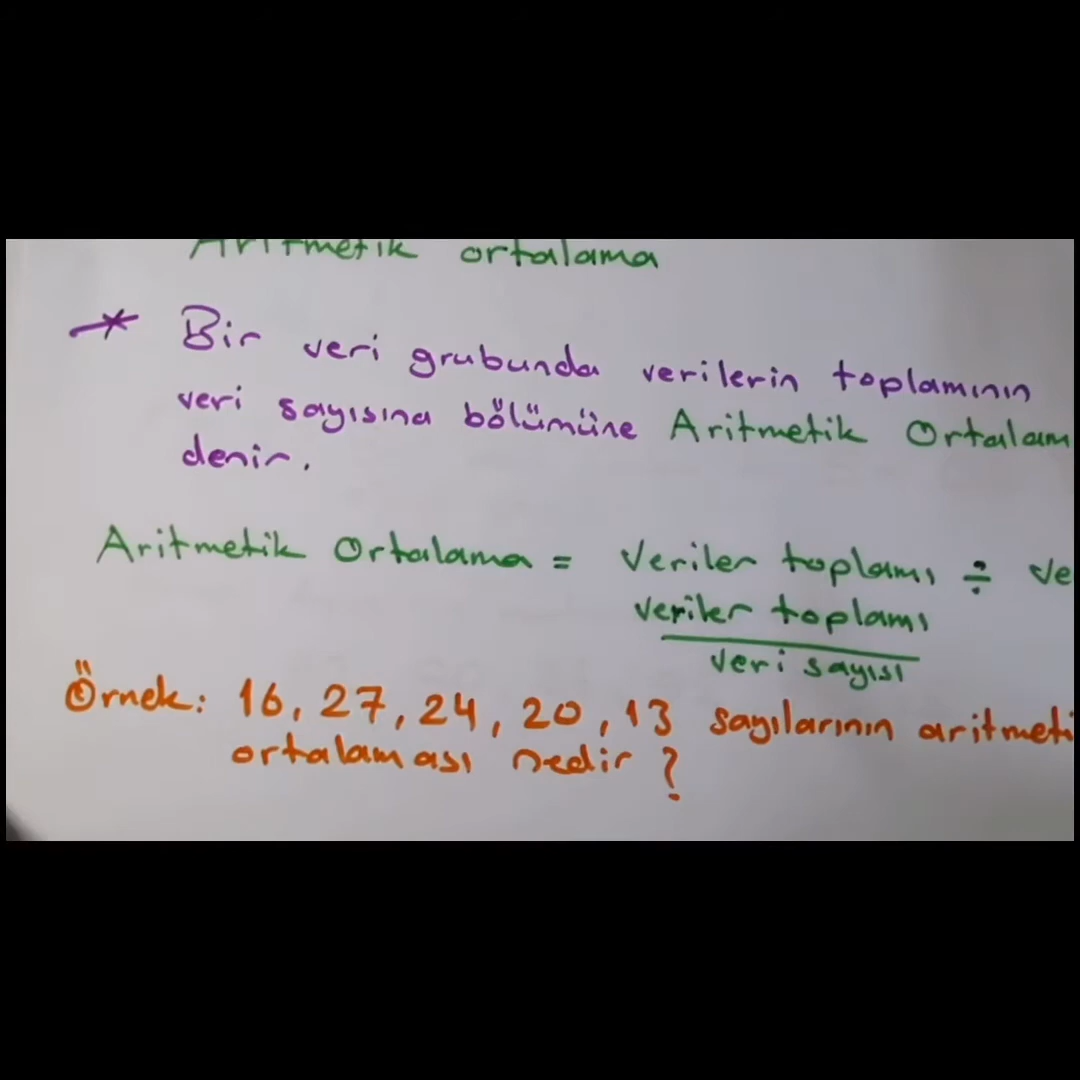 Aritmetik ortalama
* Bir veri grubunda verilerin toplamının
veri sayısına bölümüne Aritmetik Ortalam
denir.
Aritmetik Ortalama = Veriler toplamı ÷ ve
veriler toplamı
veri sayısı
Örnek: 16, 27, 24, 20, 13 sayılarının aritmeti
ortalaması nedir?